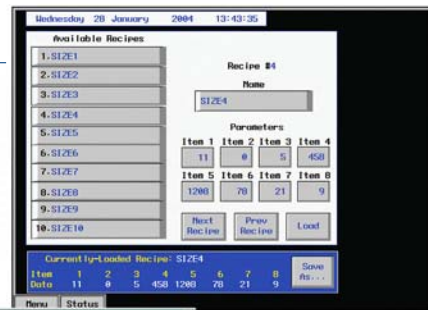 Wednesday 28 January 2004 13:43:35
Available Recipes
1.SIZE1
2.SIZE2
3.SIZE3
4.SIZE4
5.SIZE5
6.SIZE6
7.SIZE7
8.SIZE8
9.SIZE9
10.SIZE10
Recipe #4
Name
SIZE4
Parameters
Item 1 Item 2 Item 3 Item 4
11 0 5 458
Item 5 Item 6 Item 7 Item 8
1208 78 21 9
Next Recipe
Prev Recipe
Load
Currently-Loaded Recipe: SIZE4
Item 1 2 3 4 5 6 7 8
Data 11 0 5 458 1208 78 21 9
Save As...
Menu Status